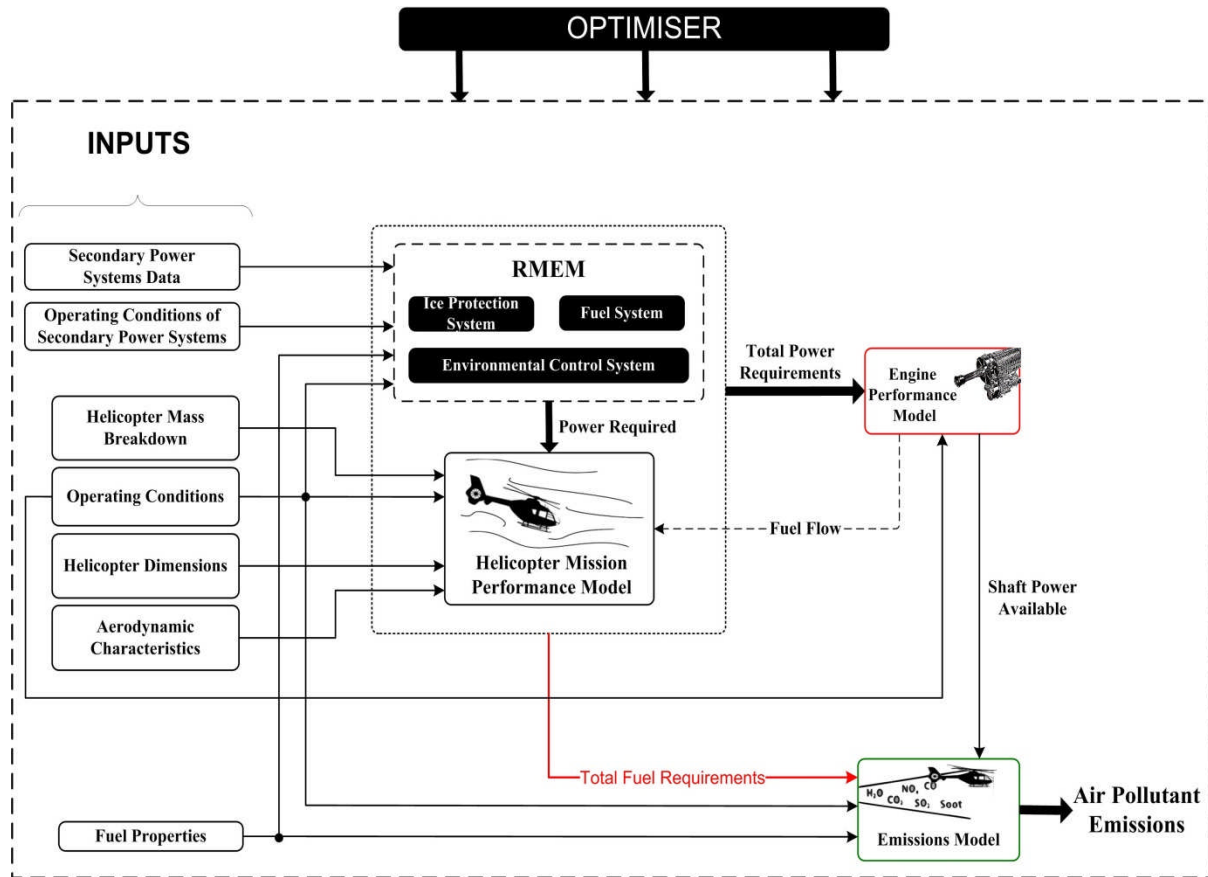 OPTIMISER
INPUTS
Secondary Power
Systems Data
Operating Conditions of
Secondary Power Systems
Helicopter Mass
Breakdown
Operating Conditions
Helicopter Dimensions
Aerodynamic
Characteristics
Fuel Properties
RMEM
Ice Protection
System
Fuel System
Environmental Control System
Power Required
Helicopter Mission
Performance Model
Total Power
Requirements
Engine
Performance
Model
Fuel Flow
Shaft Power
Available
Total Fuel Requirements
H₂O NOₓ CO
CO₂ SO₂ Soot
Emissions Model
Air Pollutant
Emissions